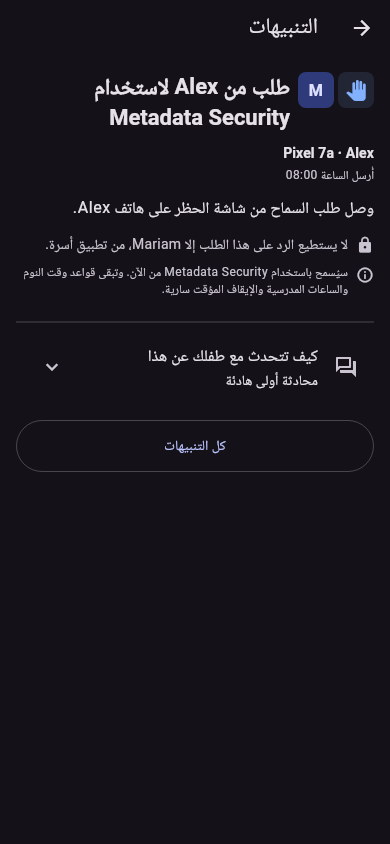 التنبيهات
M
طلب من Alex لاستخدام
Metadata Security
Pixel 7a · Alex
أُرسل الساعة 08:00
وصل طلب السماح من شاشة الحظر على هاتف Alex.
لا يستطيع الرد على هذا الطلب إلا Mariam، من تطبيق أسرة.
سيُسمح باستخدام Metadata Security من الآن. وتبقى قواعد وقت النوم
والساعات المدرسية والإيقاف المؤقت سارية.
كيف تتحدث مع طفلك عن هذا
محادثة أولى هادئة
كل التنبيهات